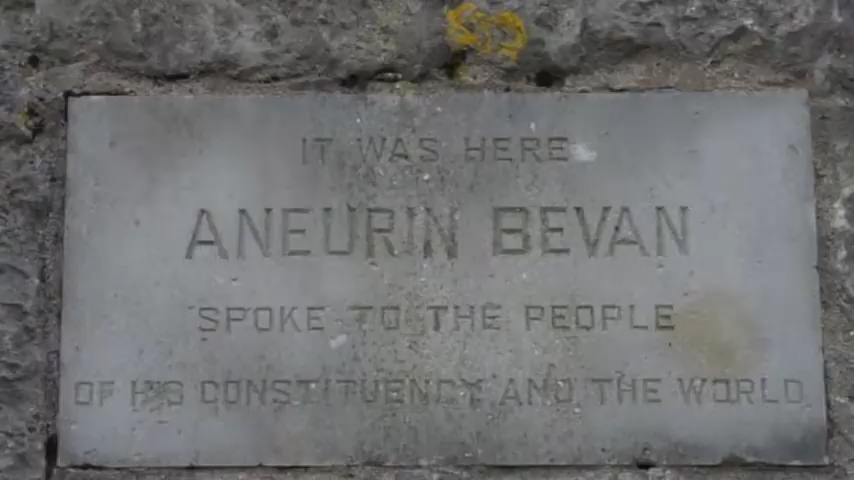 IT WAS HERE
ANEURIN BEVAN
SPOKE TO THE PEOPLE
OF HIS CONSTITUENCY AND THE WORLD